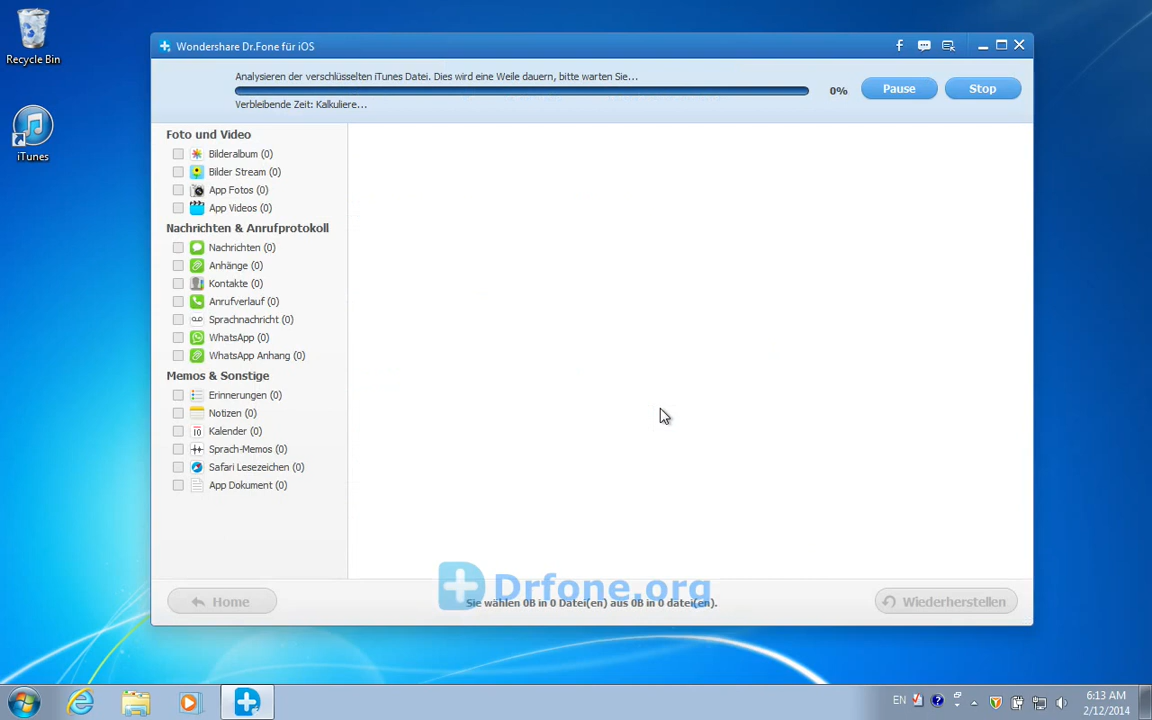 Recycle Bin
iTunes
Wondershare Dr.Fone für iOS
Analysieren der verschlüsselten iTunes Datei. Dies wird eine Weile dauern, bitte warten Sie...
0%
Pause
Stop
Verbleibende Zeit: Kalkuliere...
Foto und Video
Bilderalbum (0)
Bilder Stream (0)
App Fotos (0)
App Videos (0)
Nachrichten & Anrufprotokoll
Nachrichten (0)
Anhänge (0)
Kontakte (0)
Anrufverlauf (0)
Sprachnachricht (0)
WhatsApp (0)
WhatsApp Anhang (0)
Memos & Sonstige
Erinnerungen (0)
Notizen (0)
Kalender (0)
Sprach-Memos (0)
Safari Lesezeichen (0)
App Dokument (0)
Drfone.org
Home
Sie wählen 0B in 0 Datei(en) aus 0B in 0 datei(en).
Wiederherstellen
EN
6:13 AM
2/12/2014